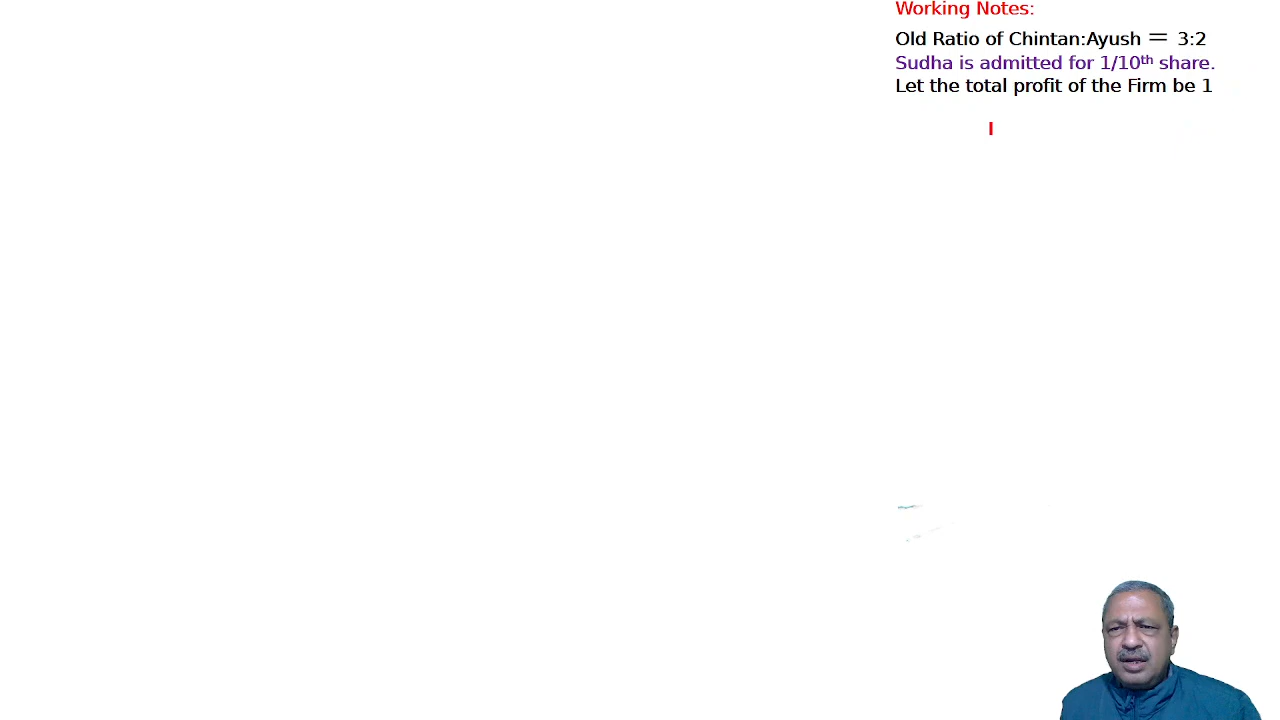 Working Notes:
Old Ratio of Chintan:Ayush = 3:2
Sudha is admitted for 1/10th share.
Let the total profit of the Firm be 1